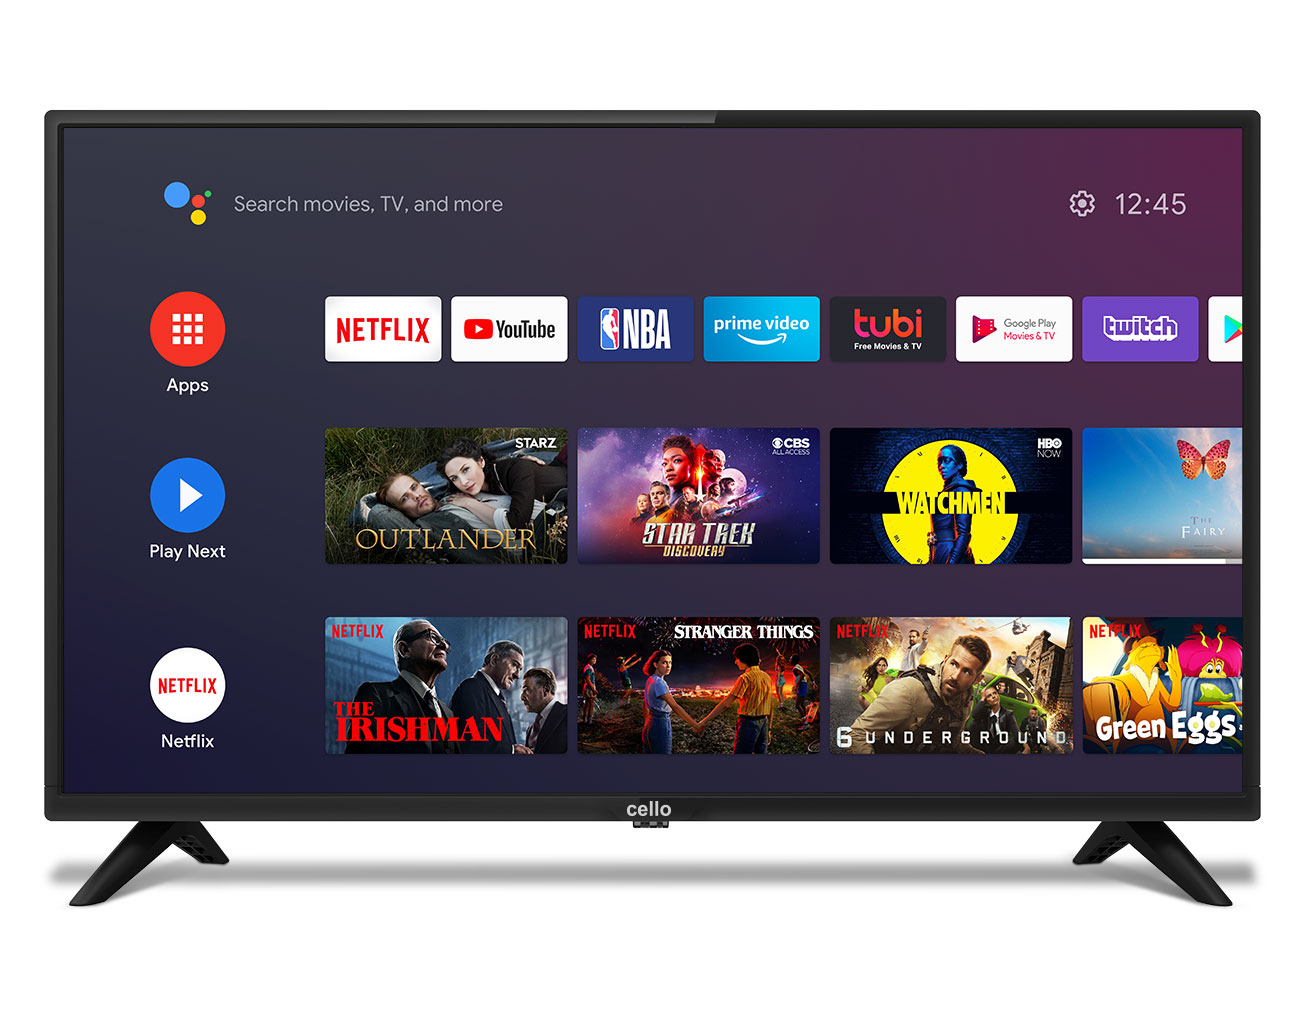 Search movies, TV, and more
12:45
Apps
NETFLIX
YouTube
NBA
prime video
tubi
Free Movies & TV
Google Play
Movies & TV
twitch
Play Next
STARZ
OUTLANDER
CBS
ALL ACCESS
STAR TREK
DISCOVERY
HBO
NOW
WATCHMEN
THE
FAIRY
NETFLIX
Netflix
NETFLIX
THE
IRISHMAN
NETFLIX
STRANGER THINGS
NETFLIX
6 UNDERGROUND
NETFLIX
Green Eggs
cello